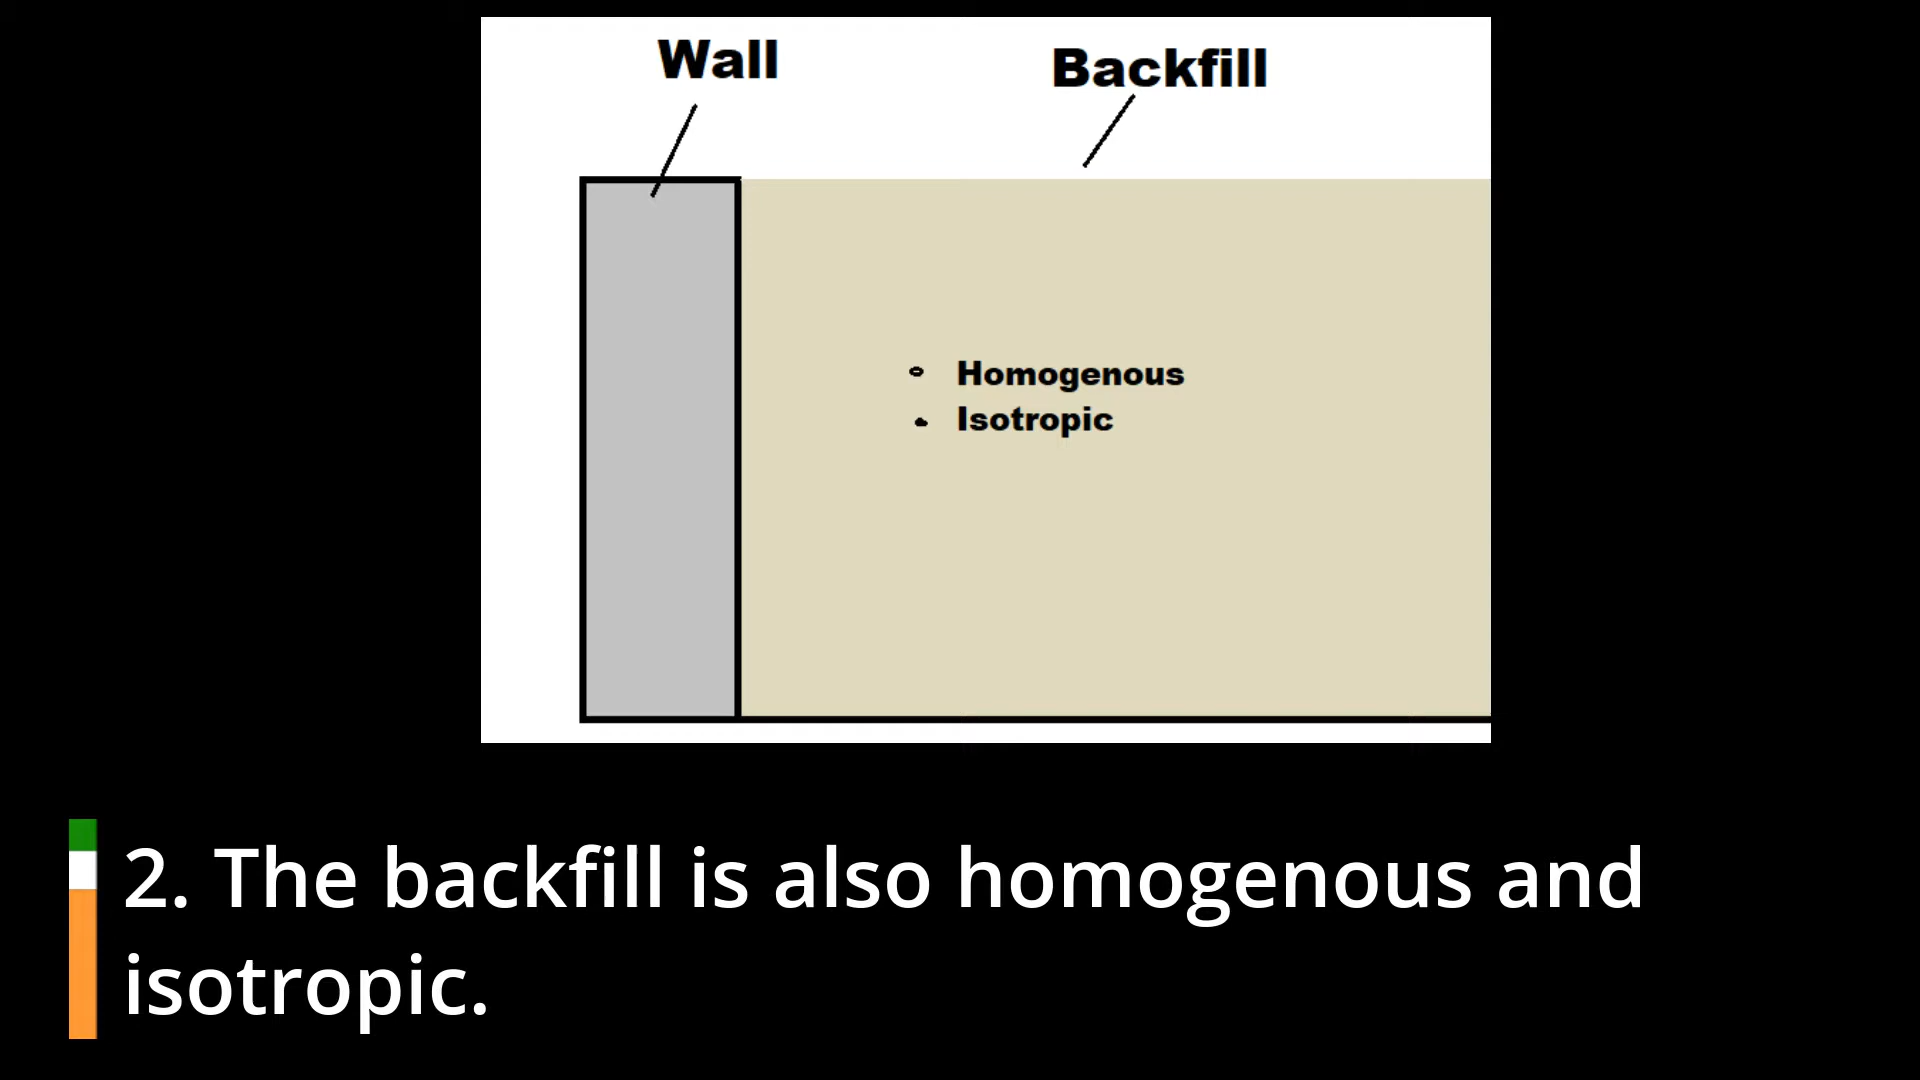 Wall
Backfill
Homogenous
Isotropic
2. The backfill is also homogenous and
isotropic.